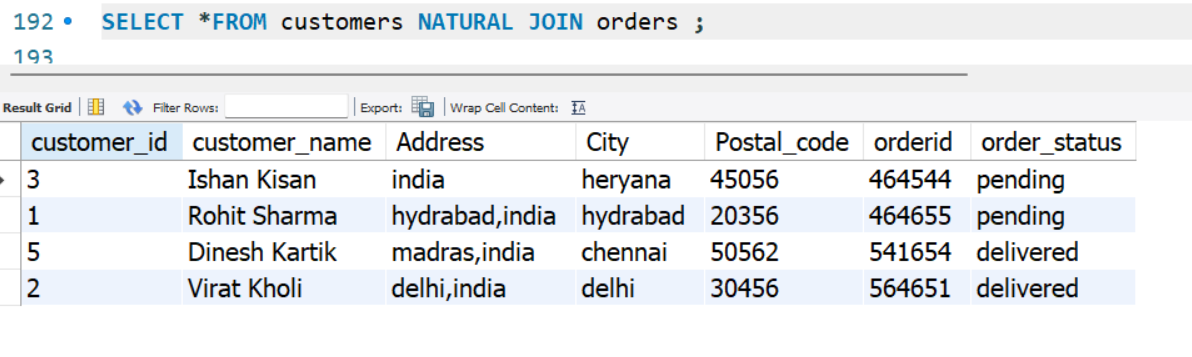 192 SELECT *FROM customers NATURAL JOIN orders ;
193
Result Grid Filter Rows: Export: Wrap Cell Content: IA
customer_id customer_name Address City Postal_code orderid order_status
3 Ishan Kisan india heryana 45056 464544 pending
1 Rohit Sharma hydrabad,india hydrabad 20356 464655 pending
5 Dinesh Kartik madras,india chennai 50562 541654 delivered
2 Virat Kholi delhi,india delhi 30456 564651 delivered